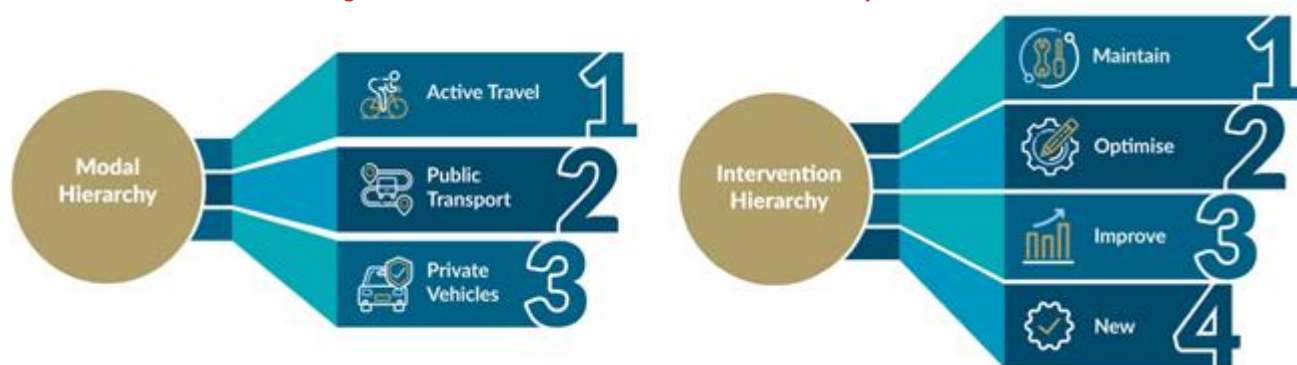 Modal
Hierarchy
Active Travel
1
Public
Transport
2
Private
Vehicles
3
Intervention
Hierarchy
Maintain
1
Optimise
2
Improve
3
New
4